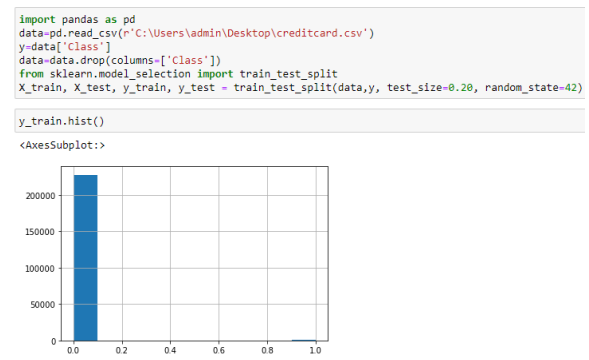 import pandas as pd
data=pd.read_csv(r'C:\Users\admin\Desktop\creditcard.csv')
y=data['Class']
data=data.drop(columns=['Class'])
from sklearn.model_selection import train_test_split
X_train, X_test, y_train, y_test = train_test_split(data,y, test_size=0.20, random_state=42)
y_train.hist()
<AxesSubplot:>
200000
150000
100000
50000
0
0.0 0.2 0.4 0.6 0.8 1.0